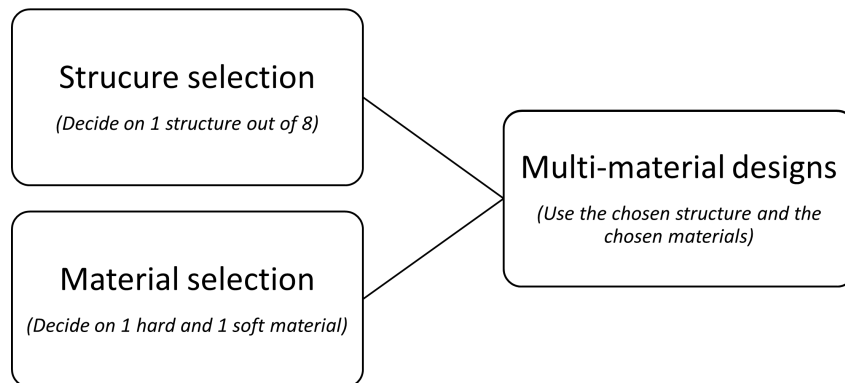 Strucure selection
(Decide on 1 structure out of 8)
Multi-material designs
(Use the chosen structure and the
chosen materials)
Material selection
(Decide on 1 hard and 1 soft material)